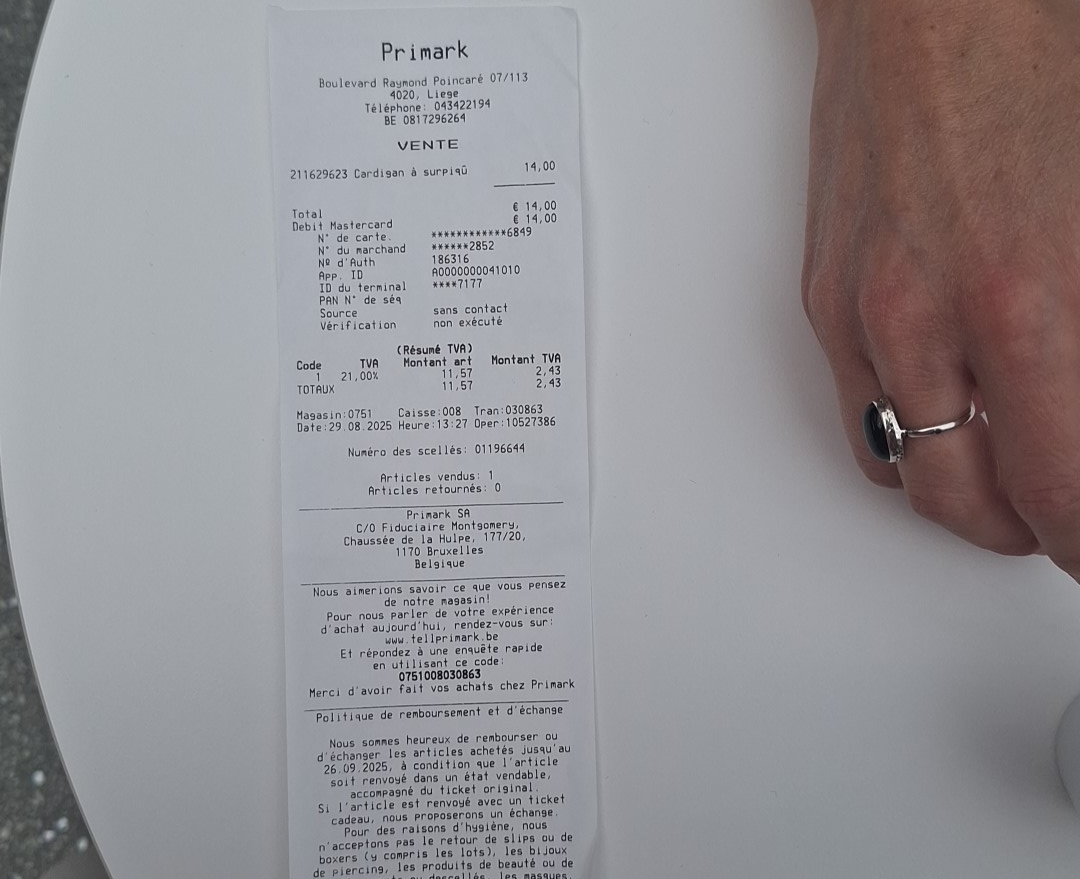 Primark
Boulevard Raymond Poincaré 07/113
4020, Liege
Téléphone: 043422194
BE 0817296264
VENTE
211629623 Cardigan à surpiqû 14,00
Total € 14,00
Debit Mastercard € 14,00
N° de carte. ************6849
N° du marchand ******2852
Nº d'Auth 186316
App. ID A0000000041010
ID du terminal ****7177
PAN N° de séq
Source sans contact
Vérification non exécuté
(Résumé TVA)
Code TVA Montant art Montant TVA
1 21,00% 11,57 2,43
TOTAUX 11,57 2,43
Magasin:0751 Caisse:008 Tran:030863
Date:29.08.2025 Heure:13:27 Oper:10527386
Numéro des scellés: 01196644
Articles vendus: 1
Articles retournés: 0
Primark SA
C/O Fiduciaire Montgomery,
Chaussée de la Hulpe, 177/20,
1170 Bruxelles
Belgique
Nous aimerions savoir ce que vous pensez
de notre magasin!
Pour nous parler de votre expérience
d'achat aujourd'hui, rendez-vous sur:
www.tellprimark.be
Et répondez à une enquête rapide
en utilisant ce code:
0751008030863
Merci d'avoir fait vos achats chez Primark
Politique de remboursement et d'échange
Nous sommes heureux de rembourser ou
d'échanger les articles achetés jusqu'au
26.09.2025, à condition que l'article
soit renvoyé dans un état vendable,
accompagné du ticket original.
Si l'article est renvoyé avec un ticket
cadeau, nous proposerons un échange.
Pour des raisons d'hygiène, nous
n'acceptons pas le retour de slips ou de
boxers (y compris les lots), les bijoux
de piercing, les produits de beauté ou de
les masques,